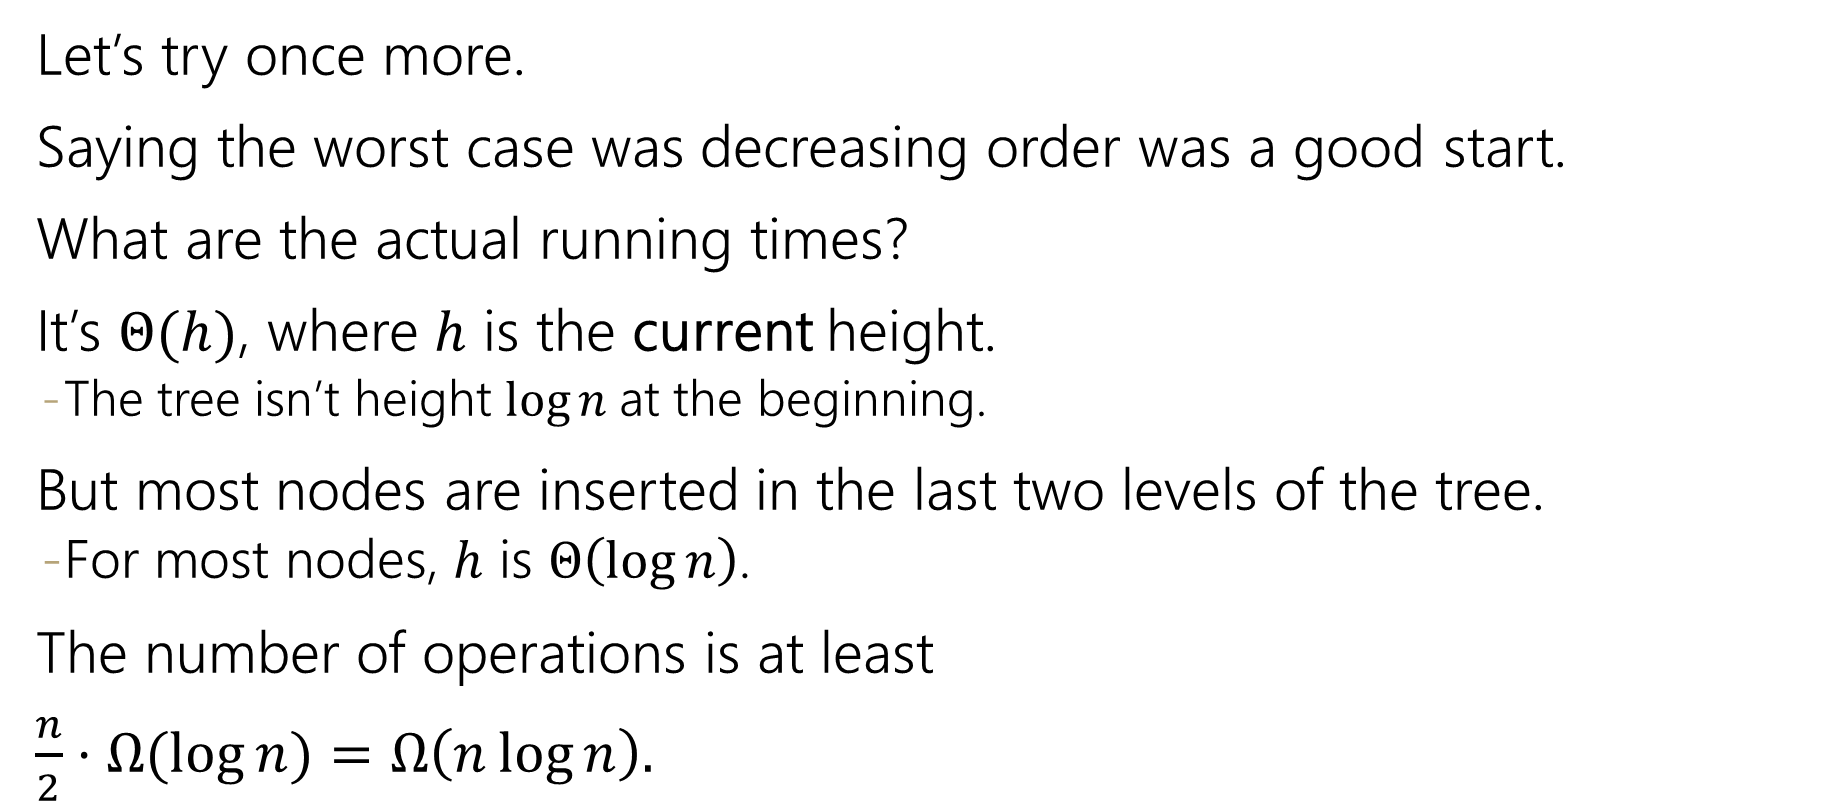 Let’s try once more.
Saying the worst case was decreasing order was a good start.
What are the actual running times?
It’s Θ(ℎ), where ℎ is the current height.
-The tree isn’t height log 𝑛 at the beginning.
But most nodes are inserted in the last two levels of the tree.
-For most nodes, ℎ is Θ(log 𝑛).
The number of operations is at least
𝑛/2 · Ω(log 𝑛) = Ω(𝑛 log 𝑛).